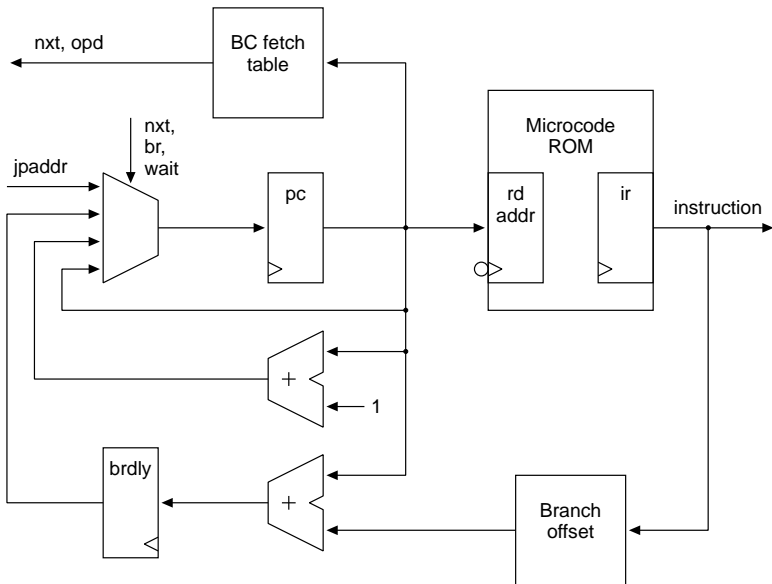 nxt, opd
BC fetch
table
nxt,
br,
wait
jpaddr
pc
Microcode
ROM
rd
addr
ir
instruction
+
1
brdly
+
Branch
offset